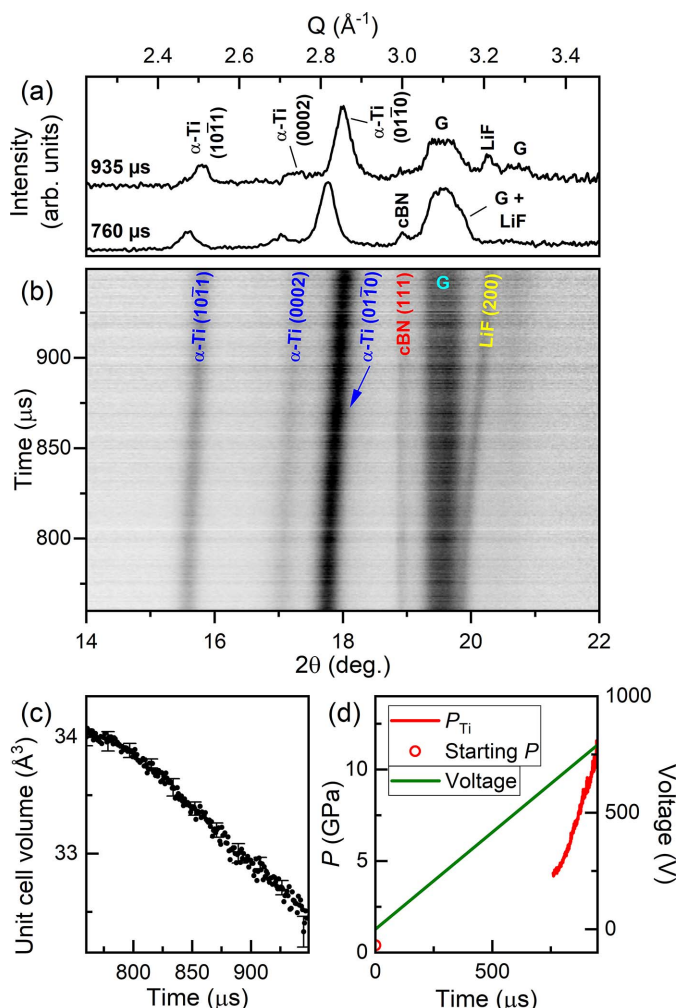 Q (Å⁻¹)
2.4 2.6 2.8 3.0 3.2 3.4
(a)
Intensity
(arb. units)
935 µs
760 µs
α-Ti
(101̅1)
α-Ti
(0002)
α-Ti
(011̅0)
G
LiF
G
cBN
G +
LiF
(b)
α-Ti (101̅1)
α-Ti (0002)
α-Ti (011̅0)
cBN (111)
G
LiF (200)
Time (µs)
900
850
800
14 16 18 20 22
2θ (deg.)
(c)
Unit cell volume (Å³)
34
33
750 800 850 900
Time (µs)
(d)
P_Ti
Starting P
Voltage
P (GPa)
10
5
0
Voltage (V)
1000
500
0
0 500
Time (µs)